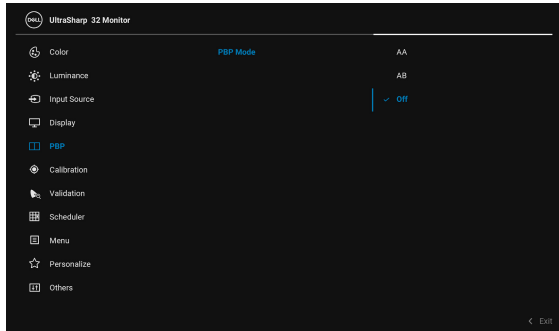 DELL UltraSharp 32 Monitor
Color PBP Mode AA
Luminance AB
Input Source Off
Display
PBP
Calibration
Validation
Scheduler
Menu
Personalize
Others
Exit